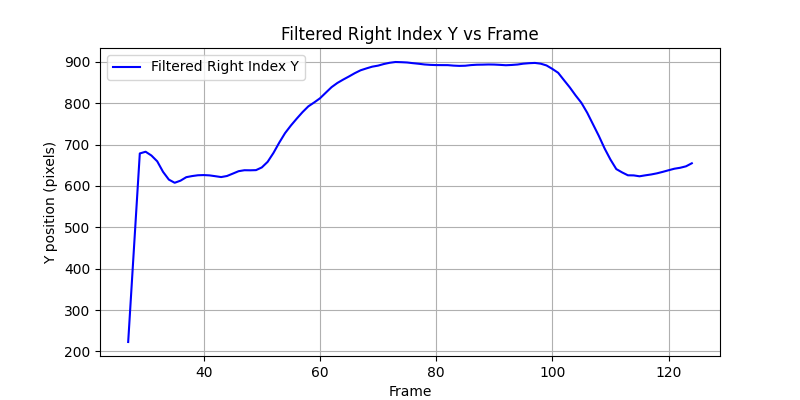 Filtered Right Index Y vs Frame
Filtered Right Index Y
Y position (pixels)
900
800
700
600
500
400
300
200
40 60 80 100 120
Frame